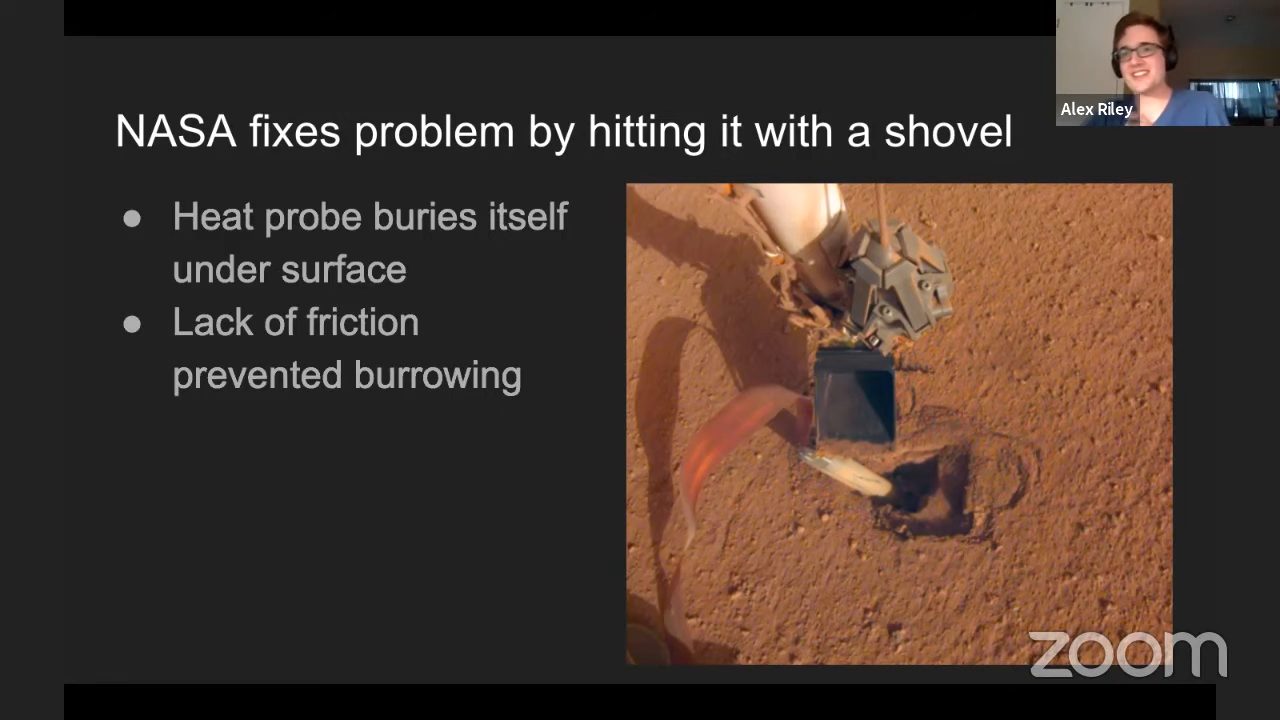 Alex Riley
NASA fixes problem by hitting it with a shovel
● Heat probe buries itself
under surface
● Lack of friction
prevented burrowing
zoom